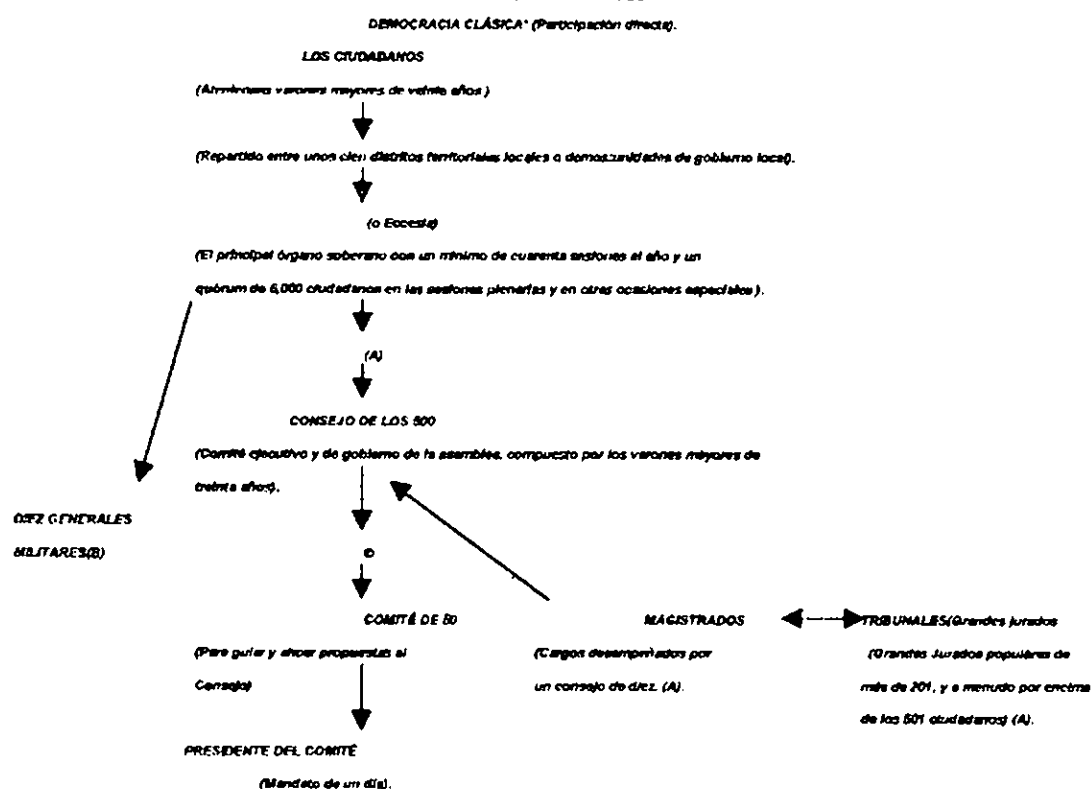 DEMOCRACIA CLÁSICA* (Participación directa).
LOS CIUDADANOS
(Atenienses varones mayores de veinte años)
(Repartido entre unos cien distritos territoriales locales o demos:unidades de gobierno local).
(o Eccesia)
(El principal órgano soberano con un mínimo de cuarenta sesiones al año y un
quórum de 6,000 ciudadanos en las sesiones plenarias y en otras ocasiones especiales).
(A)
CONSEJO DE LOS 500
(Comité ejecutivo y de gobierno de la asamblea, compuesto por los varones mayores de
treinta años).
DIEZ GENERALES
MILITARES(B)
©
COMITÉ DE 50
(Para guiar y hacer propuestas al
Consejo)
MAGISTRADOS
(Cargos desempeñados por
un consejo de diez. (A).
TRIBUNALES(Grandes jurados
(Grandes Jurados populares de
más de 201, y a menudo por encima
de los 501 ciudadanos) (A).
PRESIDENTE DEL COMITÉ
(Mandato de un día).